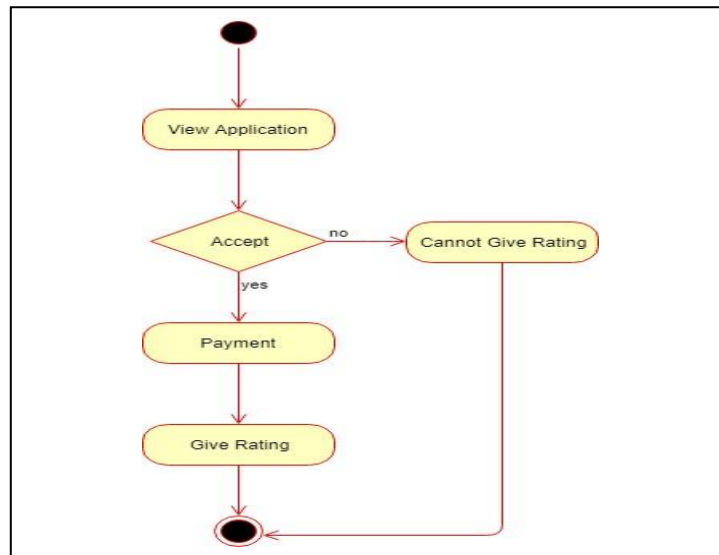 View Application
Accept
no
Cannot Give Rating
yes
Payment
Give Rating